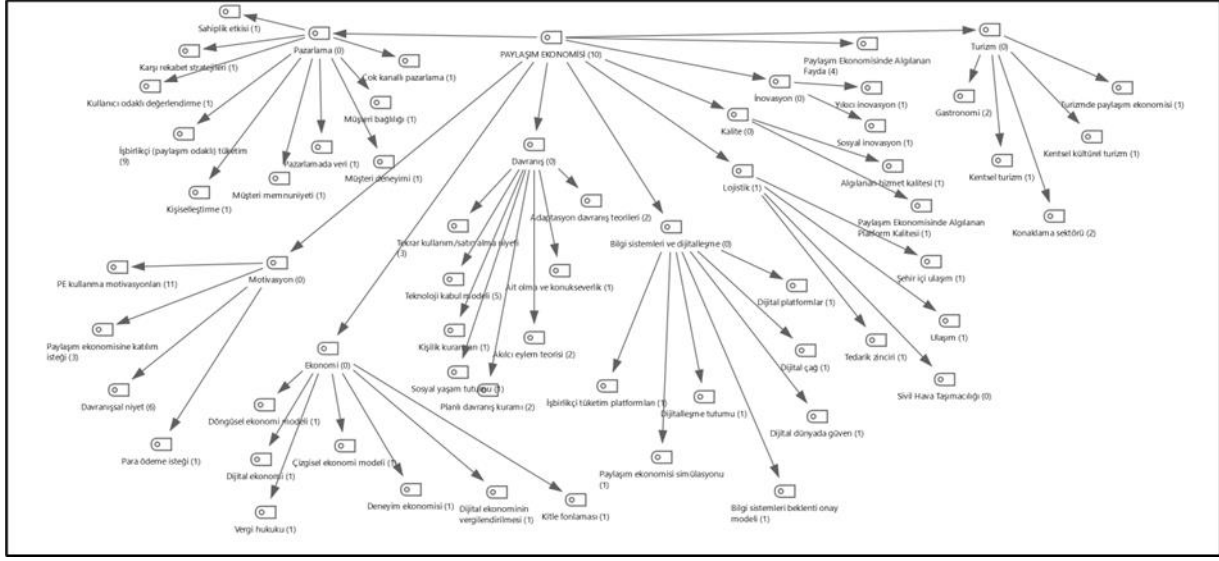 Sahiplik etkisi (1)
Pazarlama (0)
PAYLAŞIM EKONOMİSİ (10)
Turizm (0)
Karşı rekabet stratejileri (1)
Çok kanallı pazarlama (1)
Paylaşım Ekonomisinde Algılanan
Fayda (4)
Kullanıcı odaklı değerlendirme (1)
Müşteri bağlılığı (1)
İnovasyon (0)
Yıkıcı inovasyon (1)
Gastronomi (2)
Turizmde paylaşım ekonomisi (1)
İşbirlikçi (paylaşım odaklı) tüketim
(9)
Pazarlamada veri (1)
Müşteri deneyimi (1)
Davranış (0)
Kalite (0)
Sosyal inovasyon (1)
Kentsel kültürel turizm (1)
Kişiselleştirme (1)
Müşteri memnuniyeti (1)
Lojistik (1)
Algılanan hizmet kalitesi (1)
Kentsel turizm (1)
Adaptasyon davranış teorileri (2)
Paylaşım Ekonomisinde Algılanan
Platform Kalitesi (1)
Konaklama sektörü (2)
Tekrar kullanım/satın alma niyeti
(3)
Bilgi sistemleri ve dijitalleşme (0)
PE kullanma motivasyonları (11)
Motivasyon (0)
Teknoloji kabul modeli (5)
Ait olma ve konukseverlik (1)
Dijital platformlar (1)
Şehir içi ulaşım (1)
Paylaşım ekonomisine katılım
isteği (3)
Kişilik kuramları (1)
Akılcı eylem teorisi (2)
Dijital çağ (1)
Tedarik zinciri (1)
Ulaşım (1)
Ekonomi (0)
Sosyal yaşam tutumu (1)
Planlı davranış kuramı (2)
İşbirlikçi tüketim platformları (1)
Dijitalleşme tutumu (1)
Sivil Hava Taşımacılığı (0)
Davranışsal niyet (6)
Döngüsel ekonomi modeli (1)
Dijital dünyada güven (1)
Para ödeme isteği (1)
Dijital ekonomi (1)
Çizgisel ekonomi modeli (1)
Paylaşım ekonomisi simülasyonu
(1)
Vergi hukuku (1)
Deneyim ekonomisi (1)
Dijital ekonominin
vergilendirilmesi (1)
Kitle fonlaması (1)
Bilgi sistemleri beklenti onay
modeli (1)